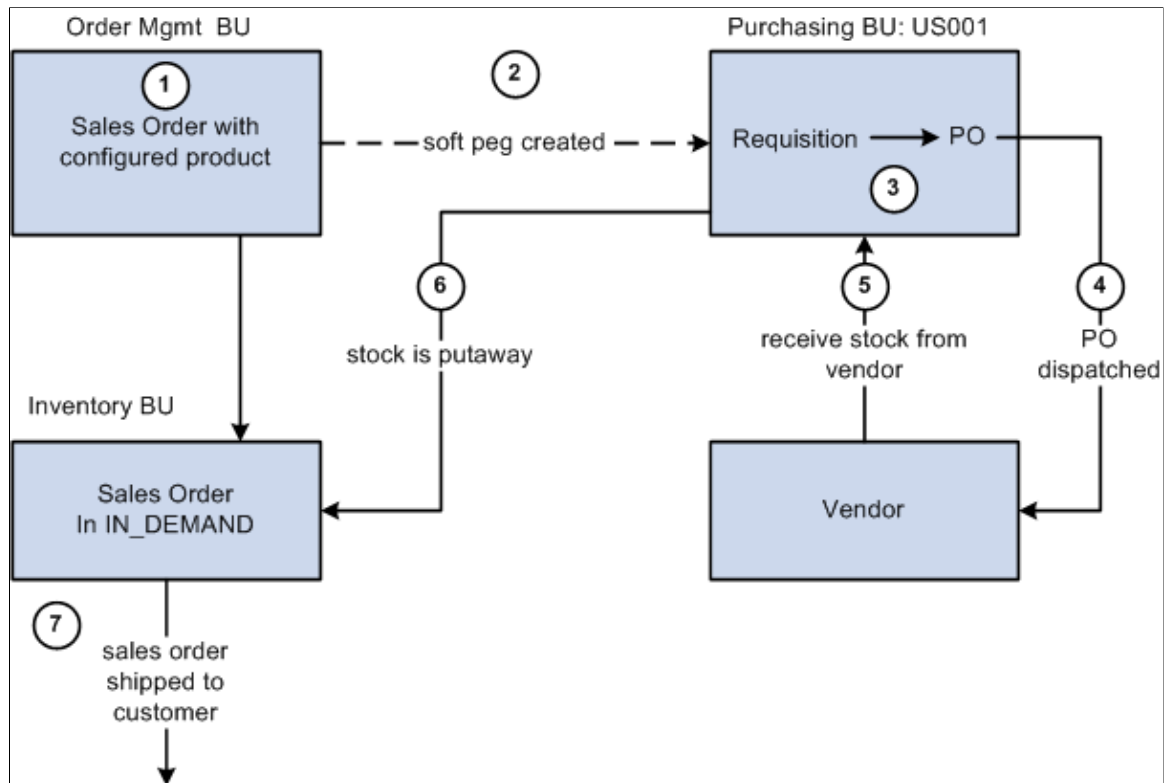 Order Mgmt BU
Purchasing BU: US001
1
Sales Order with
configured product
2
soft peg created
Requisition
PO
3
6
stock is putaway
5
receive stock from
vendor
4
PO
dispatched
Inventory BU
Sales Order
In IN_DEMAND
Vendor
7
sales order
shipped to
customer